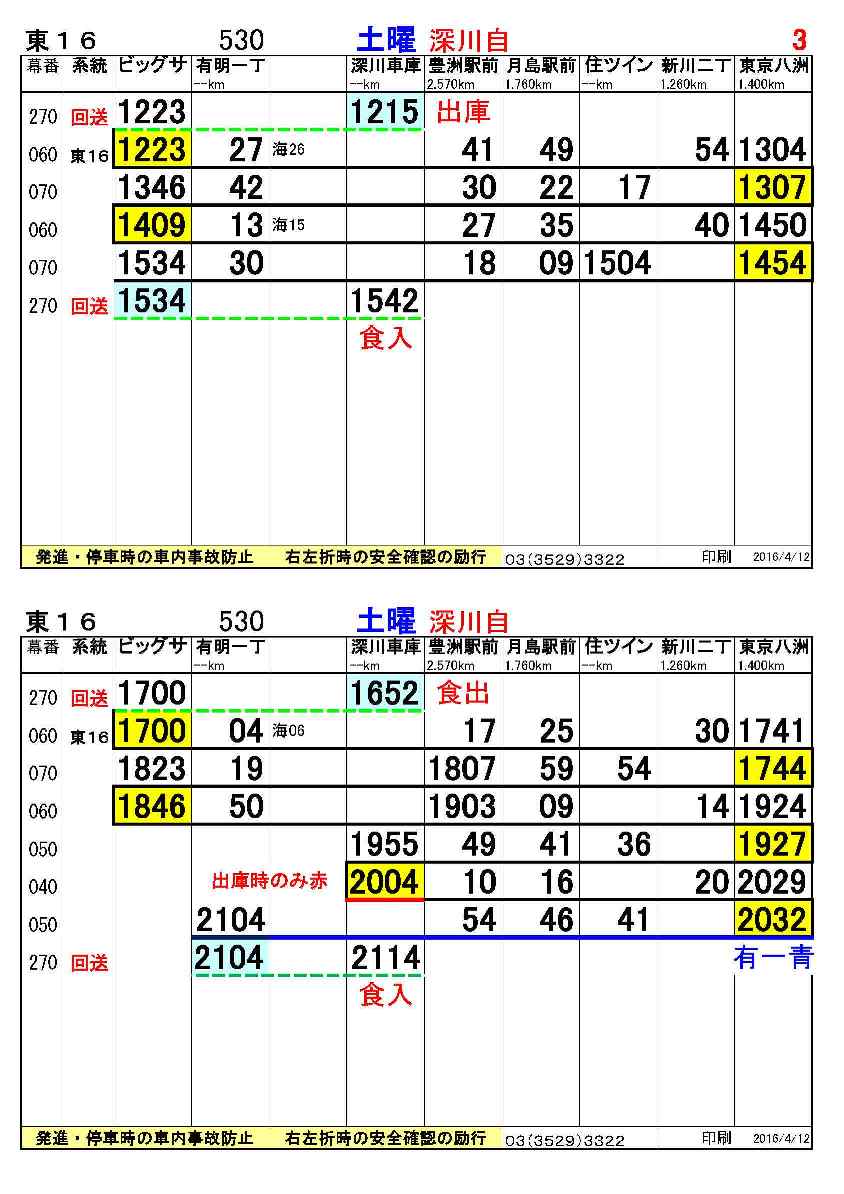 東１６ 530 土曜 深川自 3
幕番 系統 ビッグサ 有明一丁 深川車庫 豊洲駅前 月島駅前 住ツイン 新川二丁 東京八洲
--km --km 2.570km 1.760km --km 1.260km 1.400km
270 回送 1223 1215 出庫
060 東16 1223 27 海26 41 49 54 1304
070 1346 42 30 22 17 1307
060 1409 13 海15 27 35 40 1450
070 1534 30 18 09 1504 1454
270 回送 1534 1542
食入
発進・停車時の車内事故防止 右左折時の安全確認の励行 03(3529)3322 印刷 2016/4/12
東１６ 530 土曜 深川自
幕番 系統 ビッグサ 有明一丁 深川車庫 豊洲駅前 月島駅前 住ツイン 新川二丁 東京八洲
--km --km 2.570km 1.760km --km 1.260km 1.400km
270 回送 1700 1652 食出
060 東16 1700 04 海06 17 25 30 1741
070 1823 19 1807 59 54 1744
060 1846 50 1903 09 14 1924
050 1955 49 41 36 1927
040 出庫時のみ赤 2004 10 16 20 2029
050 2104 54 46 41 2032
270 回送 2104 2114 有一青
食入
発進・停車時の車内事故防止 右左折時の安全確認の励行 03(3529)3322 印刷 2016/4/12